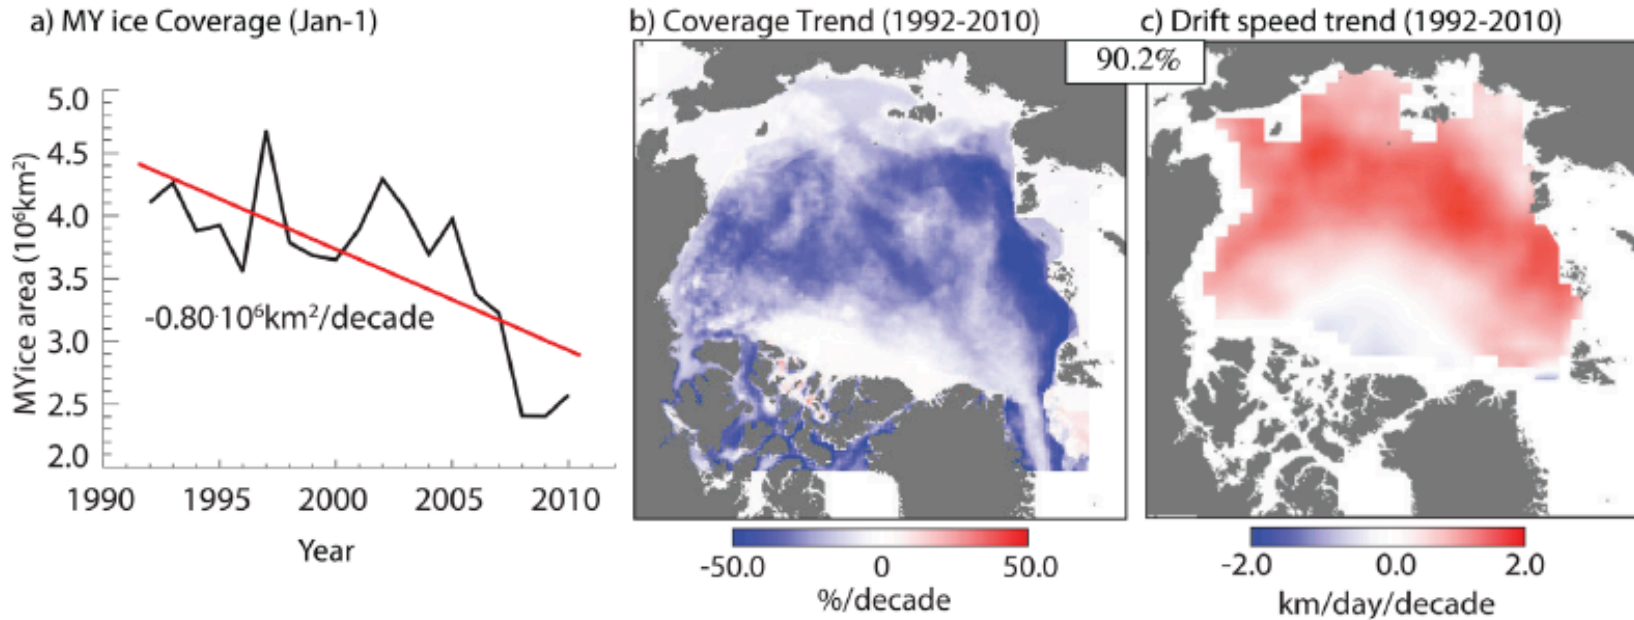 a) MY ice Coverage (Jan-1)
b) Coverage Trend (1992-2010)
c) Drift speed trend (1992-2010)
90.2%
5.0
4.5
4.0
3.5
3.0
2.5
2.0
MYice area (10⁶km²)
-0.80·10⁶km²/decade
1990 1995 2000 2005 2010
Year
-50.0 0 50.0
%/decade
-2.0 0.0 2.0
km/day/decade